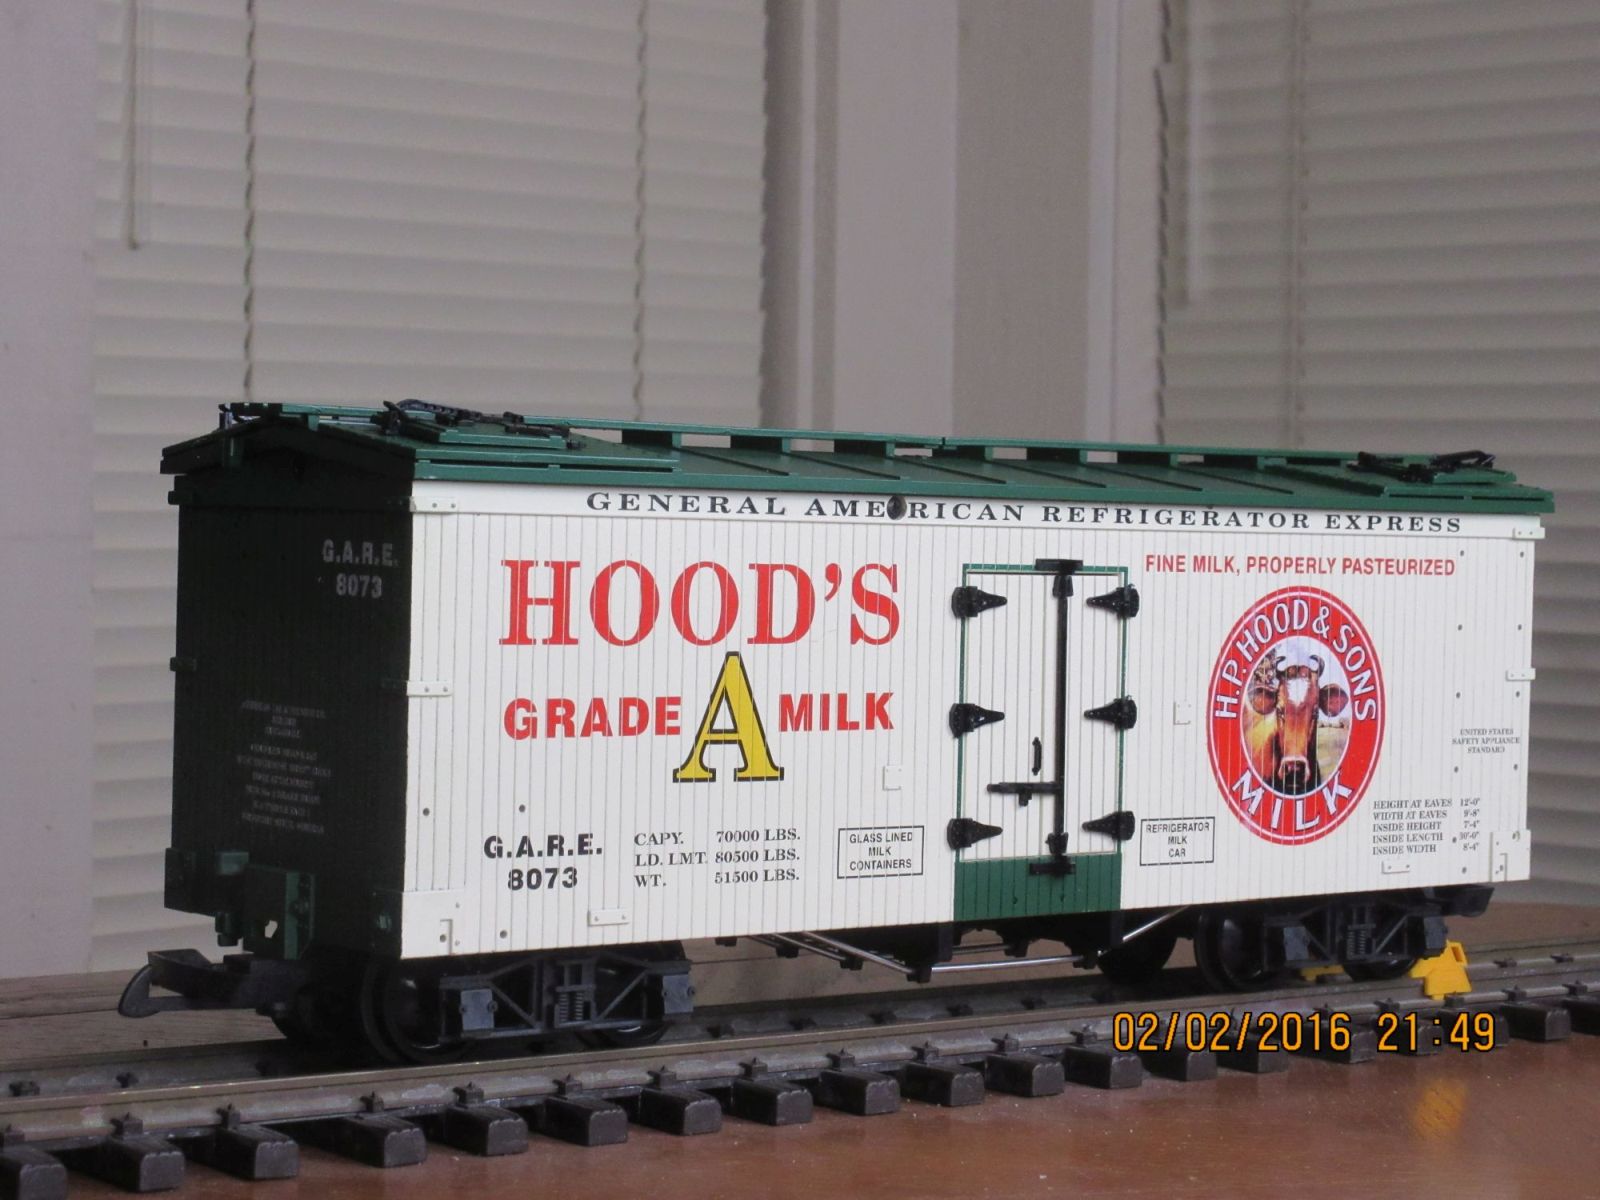 GENERAL AMERICAN REFRIGERATOR EXPRESS
G.A.R.E.
8073
HOOD'S
GRADE A MILK
G.A.R.E.
8073
CAPY. 70000 LBS.
LD. LMT. 80500 LBS.
WT. 51500 LBS.
GLASS LINED
MILK
CONTAINERS
REFRIGERATOR
MILK
CAR
FINE MILK, PROPERLY PASTEURIZED
H.P. HOOD & SONS
MILK
UNITED STATES
SAFETY APPLIANCE
STANDARD
HEIGHT AT EAVES 12'-0"
WIDTH AT EAVES 9'-8"
INSIDE HEIGHT 7'-4"
INSIDE LENGTH 30'-0"
INSIDE WIDTH 8'-4"
02/02/2016 21:49